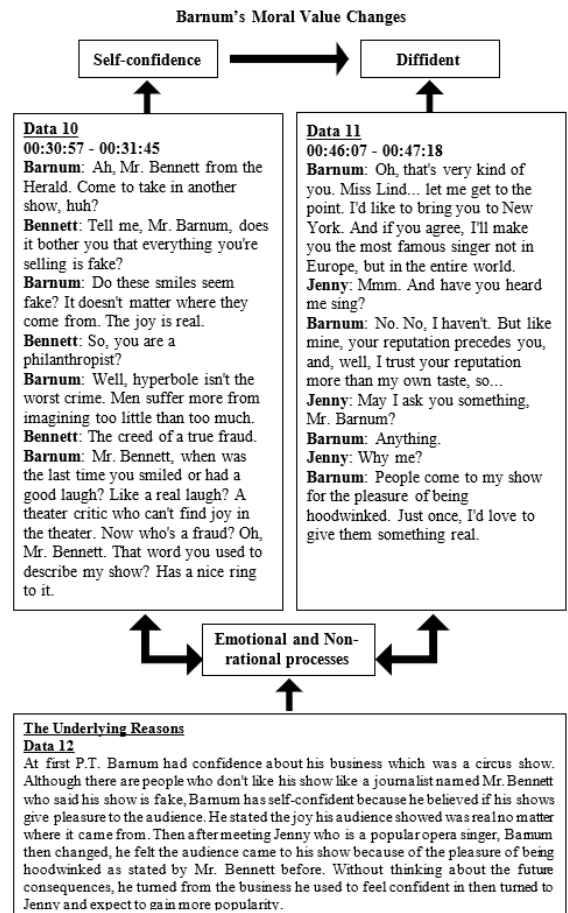 Barnum's Moral Value Changes
Self-confidence
Diffident
Data 10
00:30:57 - 00:31:45
Barnum: Ah, Mr. Bennett from the
Herald. Come to take in another
show, huh?
Bennett: Tell me, Mr. Barnum, does
it bother you that everything you're
selling is fake?
Barnum: Do these smiles seem
fake? It doesn't matter where they
come from. The joy is real.
Bennett: So, you are a
philanthropist?
Barnum: Well, hyperbole isn't the
worst crime. Men suffer more from
imagining too little than too much.
Bennett: The creed of a true fraud.
Barnum: Mr. Bennett, when was
the last time you smiled or had a
good laugh? Like a real laugh? A
theater critic who can't find joy in
the theater. Now who's a fraud? Oh,
Mr. Bennett. That word you used to
describe my show? Has a nice ring
to it.
Data 11
00:46:07 - 00:47:18
Barnum: Oh, that's very kind of
you. Miss Lind... let me get to the
point. I'd like to bring you to New
York. And if you agree, I'll make
you the most famous singer not in
Europe, but in the entire world.
Jenny: Mmm. And have you heard
me sing?
Barnum: No. No, I haven't. But like
mine, your reputation precedes you,
and, well, I trust your reputation
more than my own taste, so...
Jenny: May I ask you something,
Mr. Barnum?
Barnum: Anything.
Jenny: Why me?
Barnum: People come to my show
for the pleasure of being
hoodwinked. Just once, I'd love to
give them something real.
Emotional and Non-
rational processes
The Underlying Reasons
Data 12
At first P.T. Barnum had confidence about his business which was a circus show.
Although there are people who don't like his show like a journalist named Mr. Bennett
who said his show is fake, Barnum has self-confident because he believed if his shows
give pleasure to the audience. He stated the joy his audience showed was real no matter
where it came from. Then after meeting Jenny who is a popular opera singer, Barnum
then changed, he felt the audience came to his show because of the pleasure of being
hoodwinked as stated by Mr. Bennett before. Without thinking about the future
consequences, he turned from the business he used to feel confident in then turned to
Jenny and expect to gain more popularity.